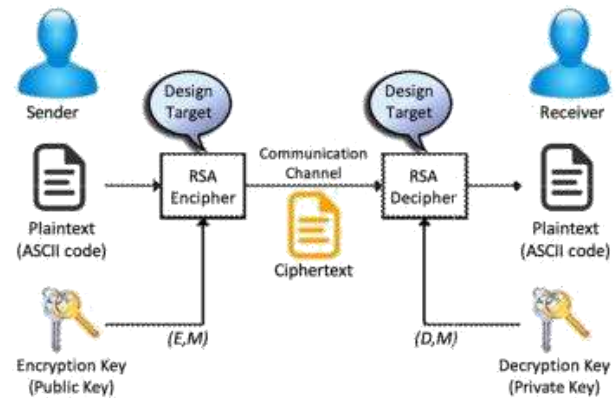 Sender
Design
Target
Design
Target
Receiver
RSA
Encipher
Communication
Channel
RSA
Decipher
Plaintext
(ASCII code)
Ciphertext
Plaintext
(ASCII code)
(E,M)
(D,M)
Encryption Key
(Public Key)
Decryption Key
(Private Key)